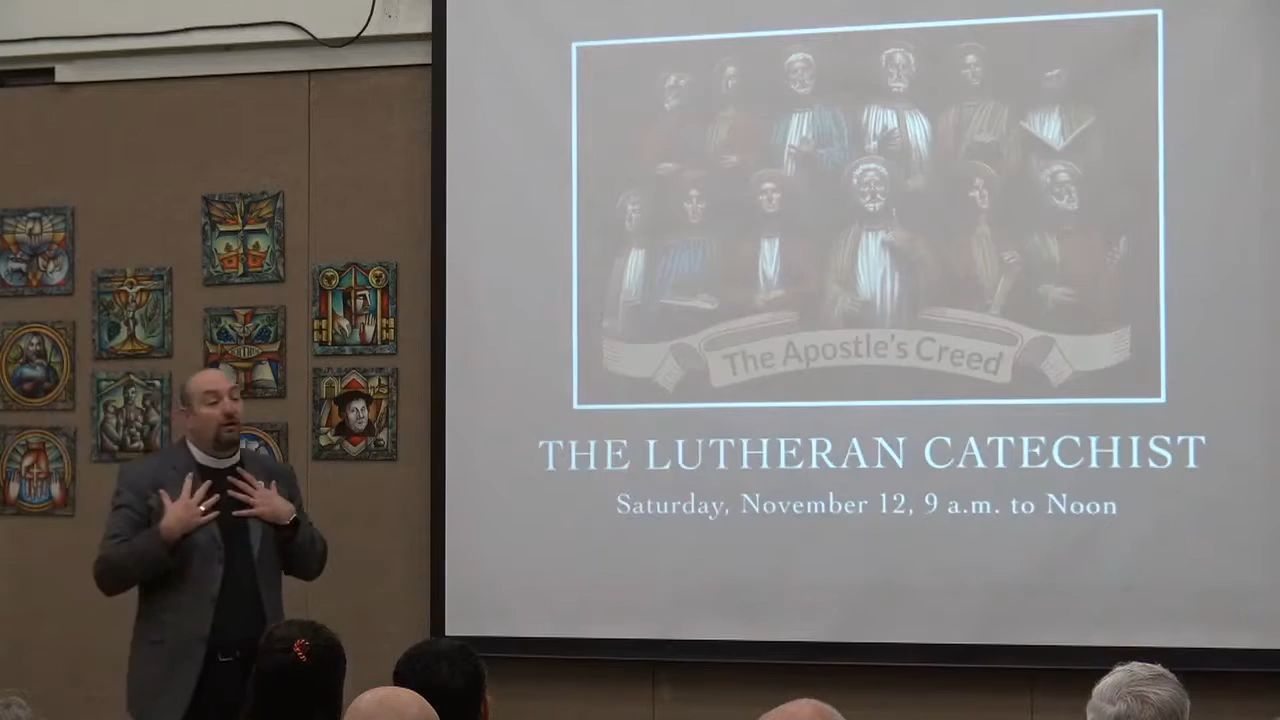 The Apostle's Creed
THE LUTHERAN CATECHIST
Saturday, November 12, 9 a.m. to Noon